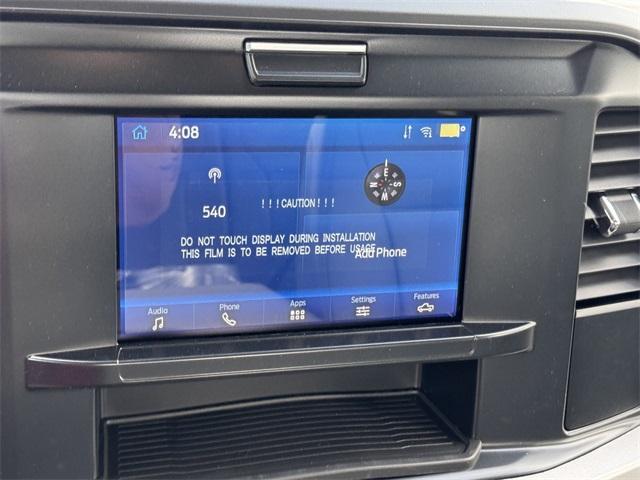 4:08
540
E
N S
W
! ! !CAUTION! ! !
DO NOT TOUCH DISPLAY DURING INSTALLATION
THIS FILM IS TO BE REMOVED BEFORE USAGE
Add Phone
Audio Phone Apps Settings Features